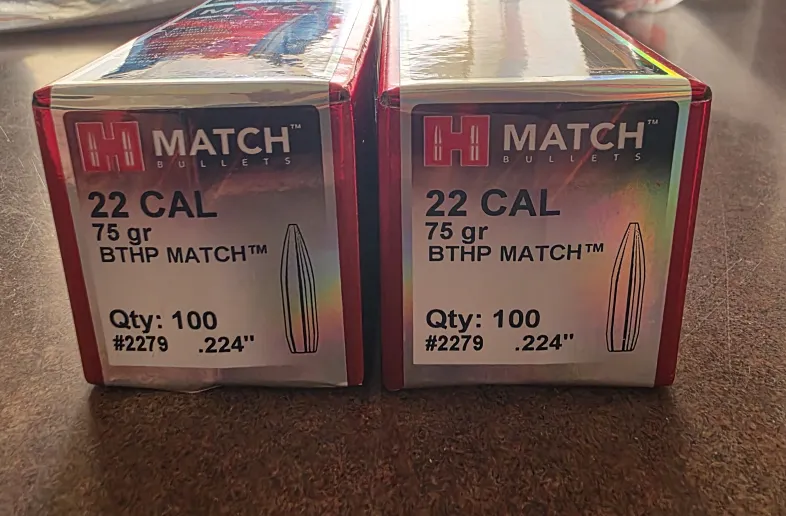 H MATCH™
BULLETS
22 CAL
75 gr
BTHP MATCH™
Qty: 100
#2279 .224"
H MATCH™
BULLETS
22 CAL
75 gr
BTHP MATCH™
Qty: 100
#2279 .224"